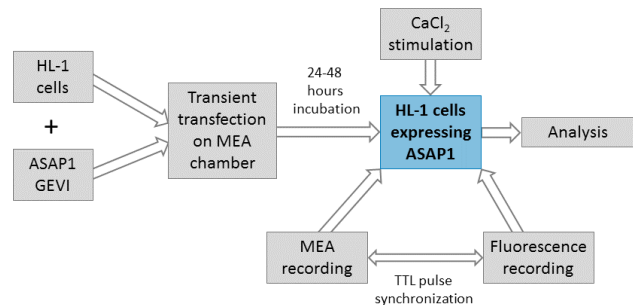 HL-1
cells
+
ASAP1
GEVI
Transient
transfection
on MEA
chamber
24-48
hours
incubation
CaCl₂
stimulation
HL-1 cells
expressing
ASAP1
Analysis
MEA
recording
TTL pulse
synchronization
Fluorescence
recording